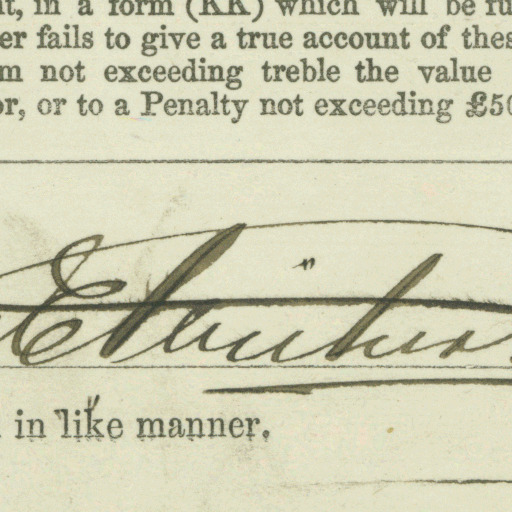 t, in a form (KK) which will be fu
er fails to give a true account of thes
m not exceeding treble the value
or, or to a Penalty not exceeding £50
in like manner.